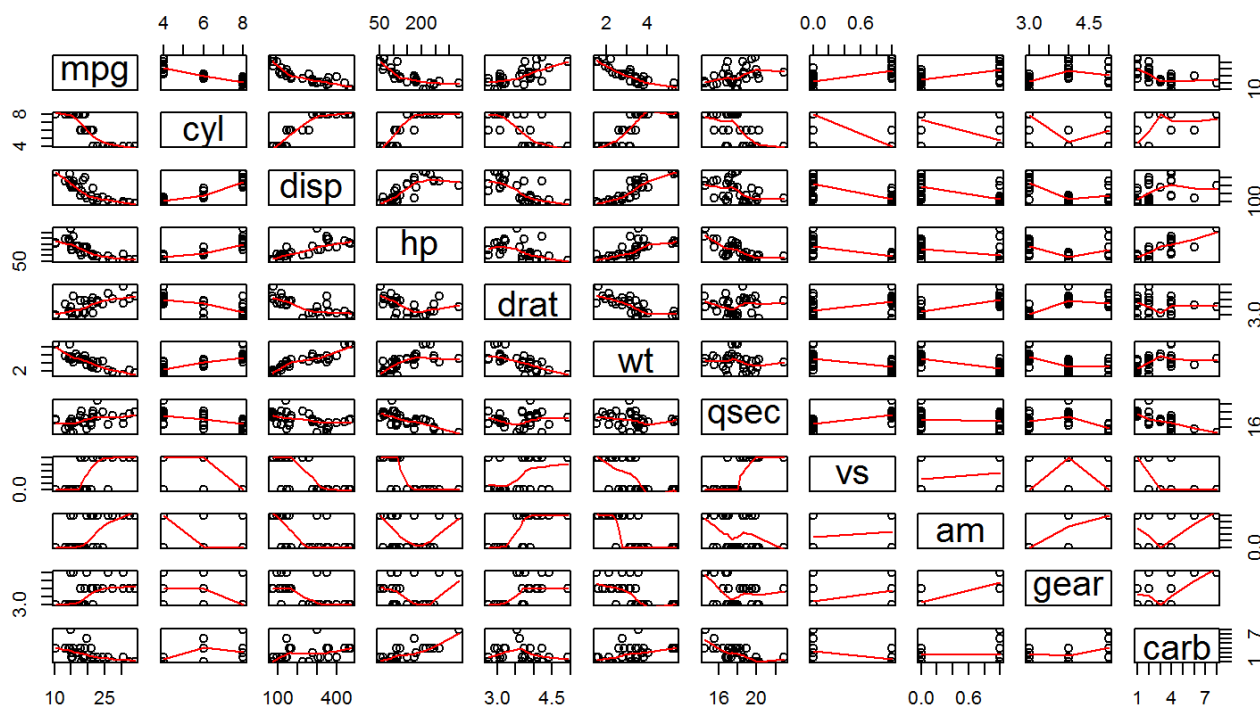 4 6 8 50 200 2 4 0.0 0.6 3.0 4.5
mpg 10
8 4 cyl
disp 100
50 hp
drat 3.0
2 wt
qsec 16
0.0 vs
am 0.0
3.0 gear
carb 1 7
10 25 100 400 3.0 4.5 16 20 0.0 0.6 1 4 7